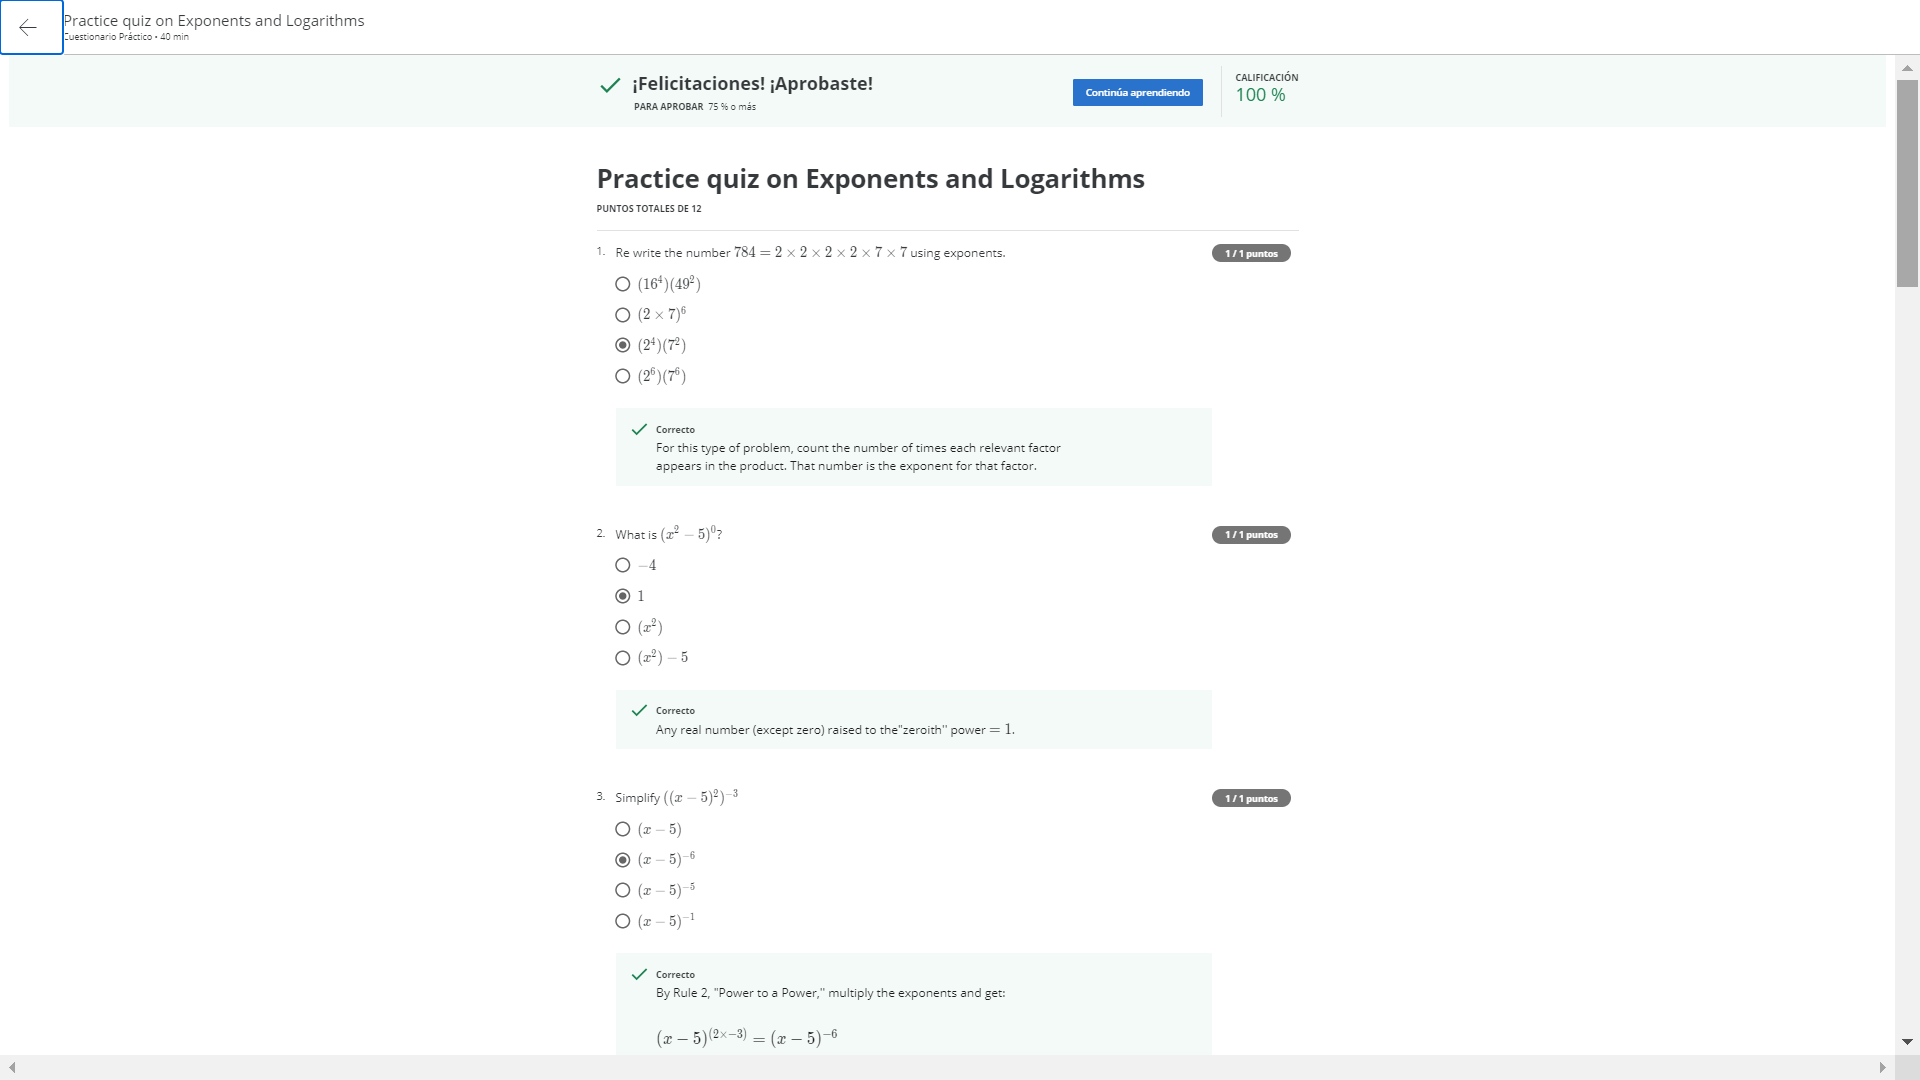 Practice quiz on Exponents and Logarithms
Cuestionario Práctico • 40 min
¡Felicitaciones! ¡Aprobaste!
PARA APROBAR 75 % o más
Continúa aprendiendo
CALIFICACIÓN
100 %
Practice quiz on Exponents and Logarithms
PUNTOS TOTALES DE 12
1. Re write the number 784 = 2 × 2 × 2 × 2 × 7 × 7 using exponents.
1 / 1 puntos
(16⁴)(49²)
(2 × 7)⁶
(2⁴)(7²)
(2⁶)(7⁶)
Correcto
For this type of problem, count the number of times each relevant factor
appears in the product. That number is the exponent for that factor.
2. What is (x² − 5)⁰?
1 / 1 puntos
−4
1
(x²)
(x²) − 5
Correcto
Any real number (except zero) raised to the"zeroith'' power = 1.
3. Simplify ((x − 5)²)⁻³
1 / 1 puntos
(x − 5)
(x − 5)⁻⁶
(x − 5)⁻⁵
(x − 5)⁻¹
Correcto
By Rule 2, "Power to a Power," multiply the exponents and get:
(x − 5)⁽²ˣ⁻³⁾ = (x − 5)⁻⁶